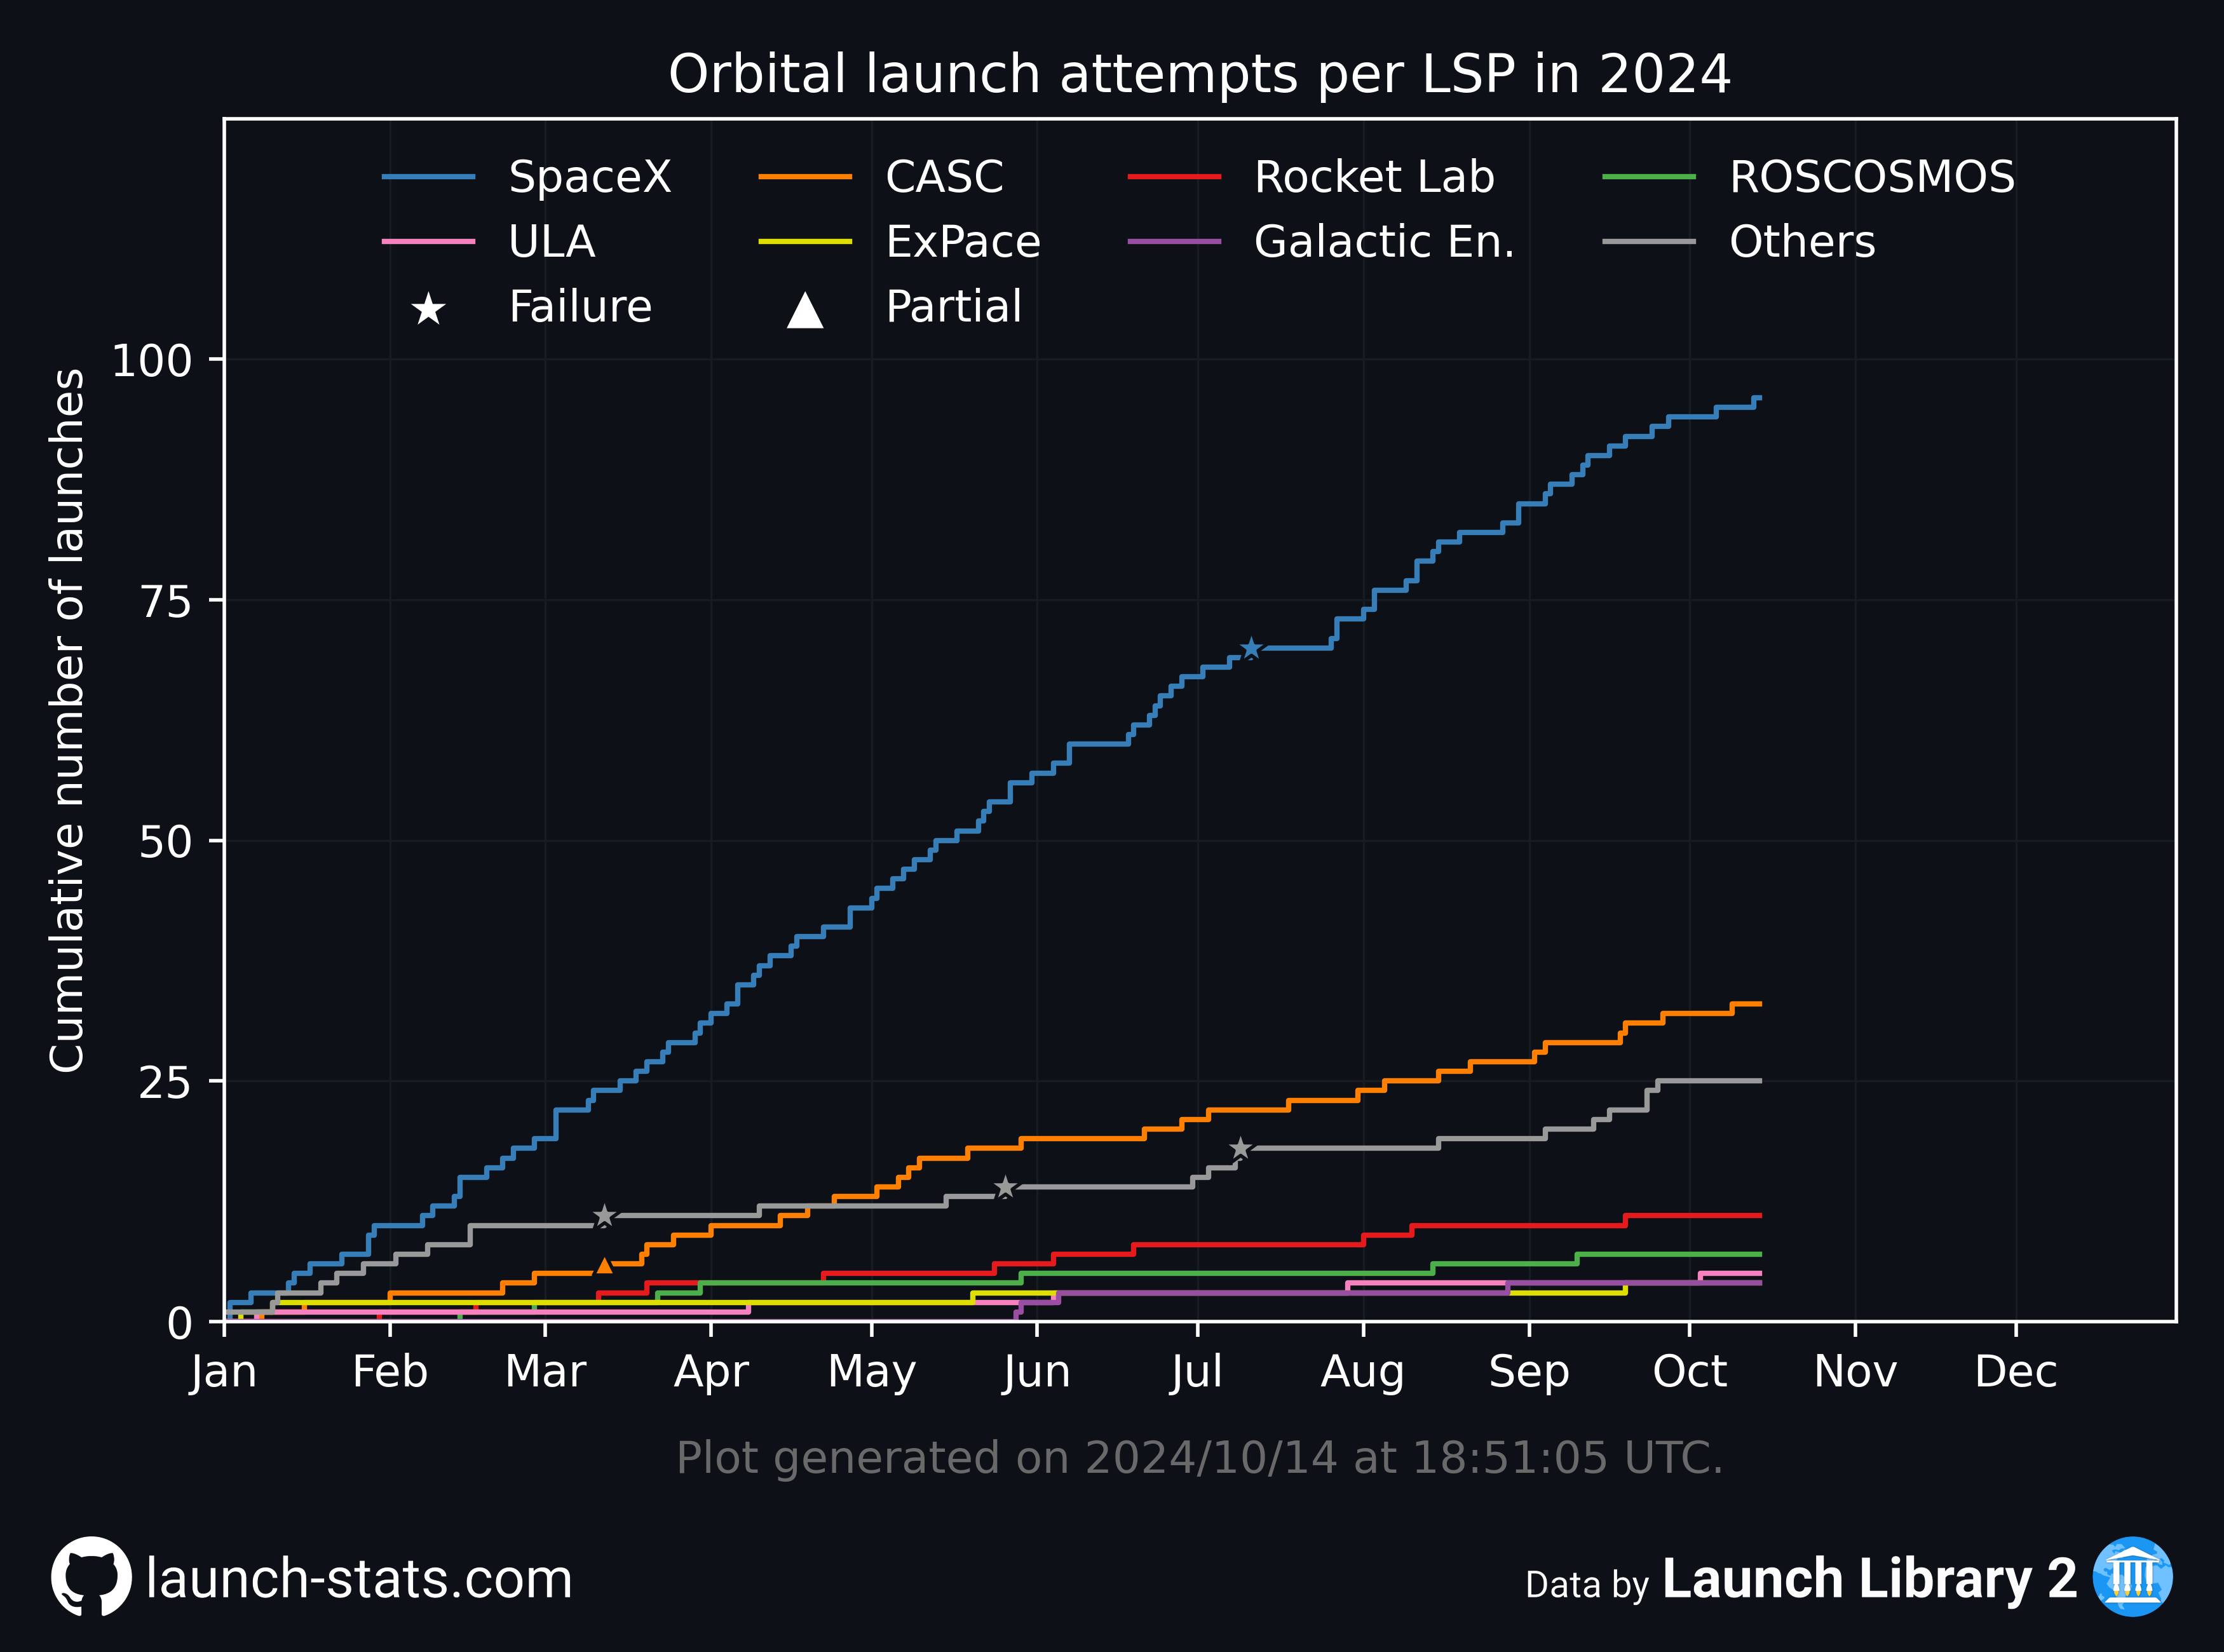 Orbital launch attempts per LSP in 2024
SpaceX CASC Rocket Lab ROSCOSMOS
ULA ExPace Galactic En. Others
Failure Partial
Cumulative number of launches
100
75
50
25
0
Jan Feb Mar Apr May Jun Jul Aug Sep Oct Nov Dec
Plot generated on 2024/10/14 at 18:51:05 UTC.
launch-stats.com
Data by Launch Library 2